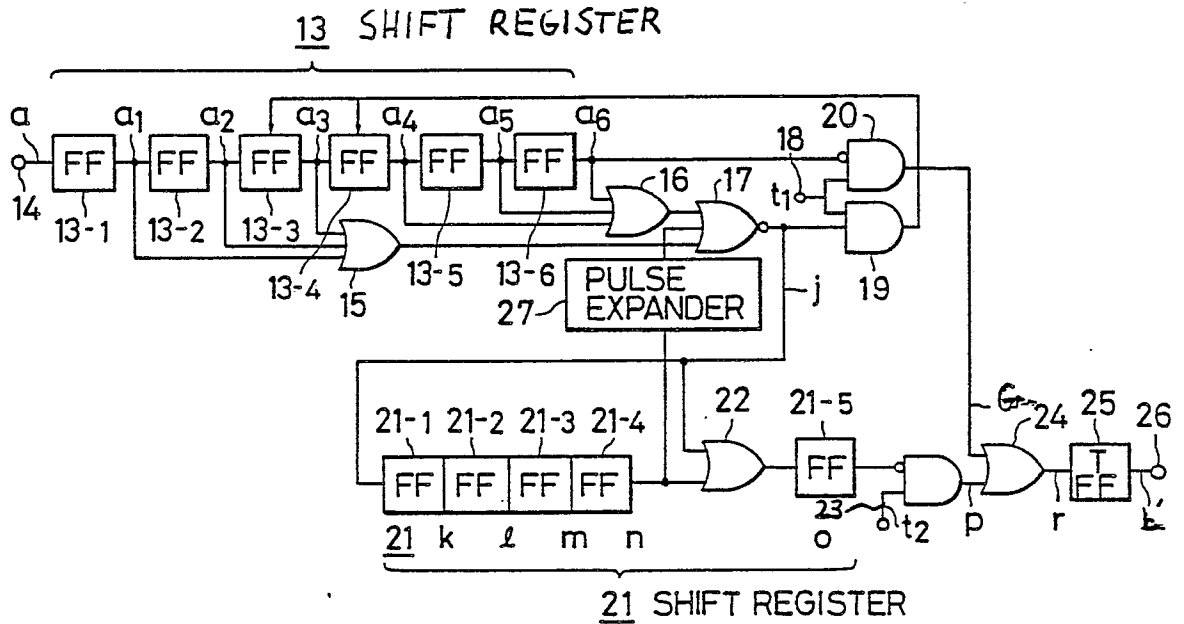 13 SHIFT REGISTER
a a1 a2 a3 a4 a5 a6 20
FF FF FF FF FF FF 18
14 16 17 t1
13-1 13-2 13-3
13-4 15 13-5 13-6 19
27 PULSE EXPANDER j
21-1 21-2 21-3 21-4 22 21-5 24 25 26
FF FF FF FF FF T FF
23
21 k l m n o t2 p r
21 SHIFT REGISTER